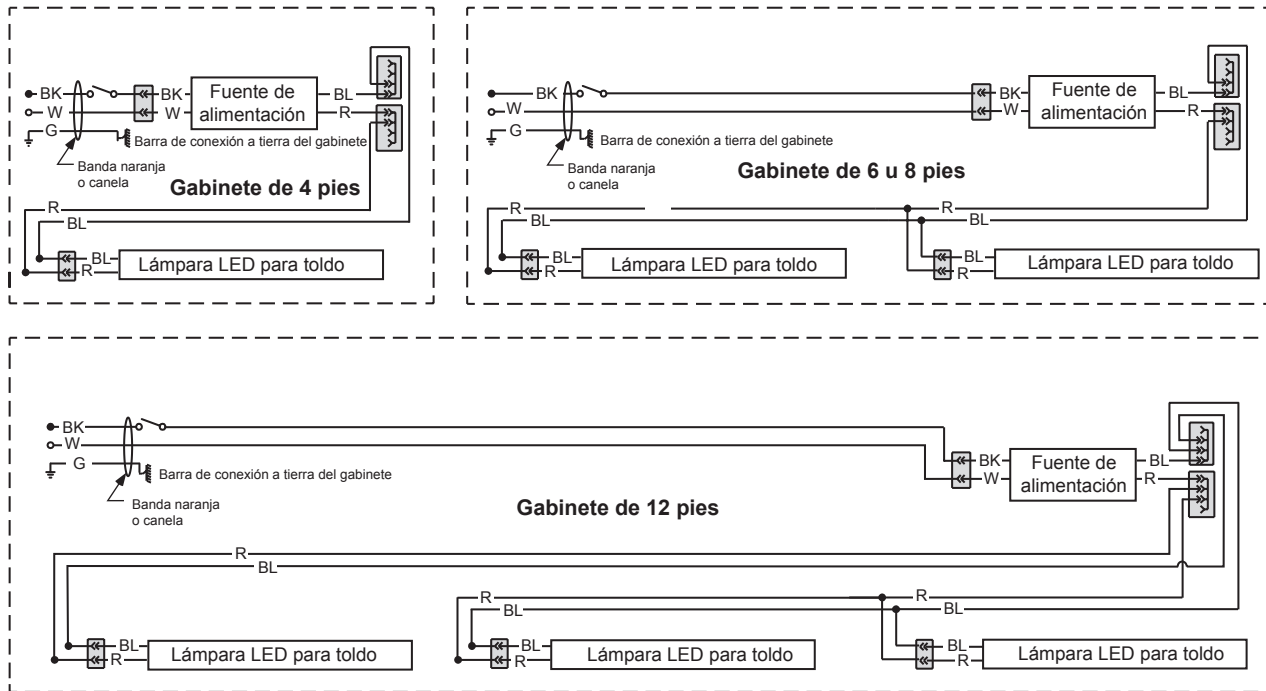 BK
BK
Fuente de
alimentación
BL
W
W
R
G
Barra de conexión a tierra del gabinete
Banda naranja
o canela
Gabinete de 4 pies
R
BL
BL
R
Lámpara LED para toldo
BK
BK
Fuente de
alimentación
BL
W
W
R
G
Barra de conexión a tierra del gabinete
Banda naranja
o canela
Gabinete de 6 u 8 pies
R
R
BL
BL
BL
R
Lámpara LED para toldo
BL
R
Lámpara LED para toldo
BK
W
G
Barra de conexión a tierra del gabinete
Banda naranja
o canela
BK
W
Fuente de
alimentación
BL
R
Gabinete de 12 pies
R
BL
R
R
BL
BL
BL
R
Lámpara LED para toldo
BL
R
Lámpara LED para toldo
BL
R
Lámpara LED para toldo